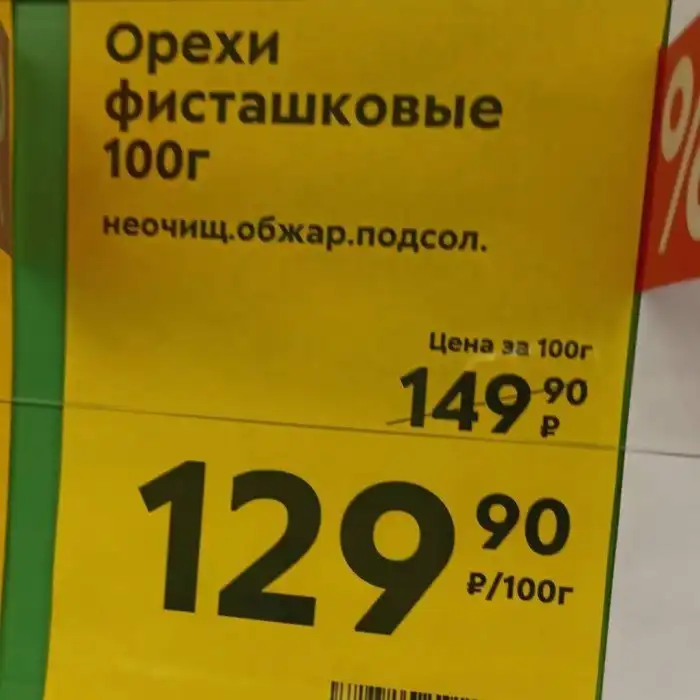 Орехи
фисташковые
100г
неочищ.обжар.подсол.
Цена за 100г
149 90
₽
129 90
₽/100г
%